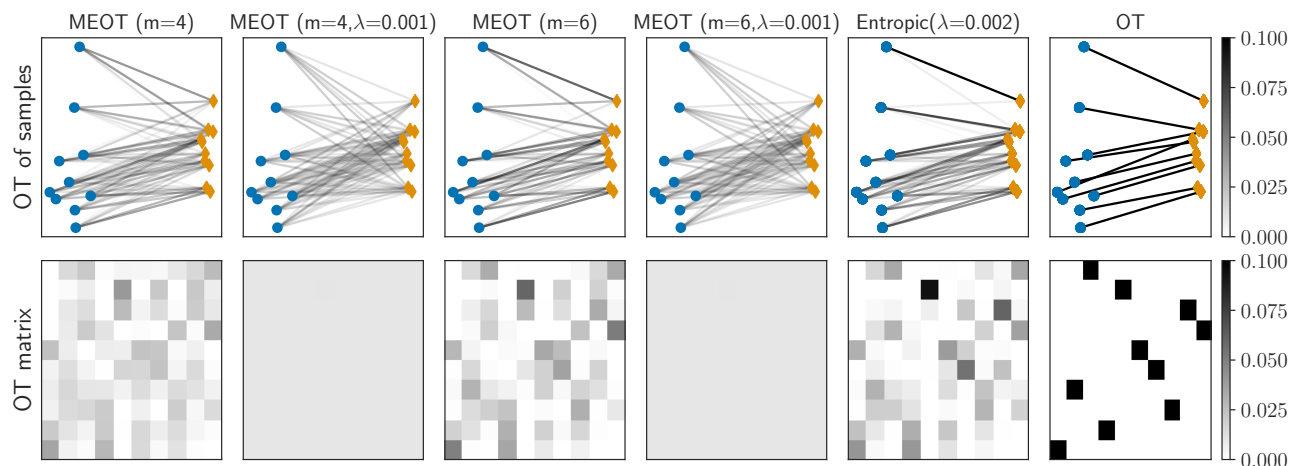 MEOT (m=4)
MEOT (m=4,λ=0.001)
MEOT (m=6)
MEOT (m=6,λ=0.001)
Entropic(λ=0.002)
OT
OT of samples
0.100
0.075
0.050
0.025
0.000
OT matrix
0.100
0.075
0.050
0.025
0.000